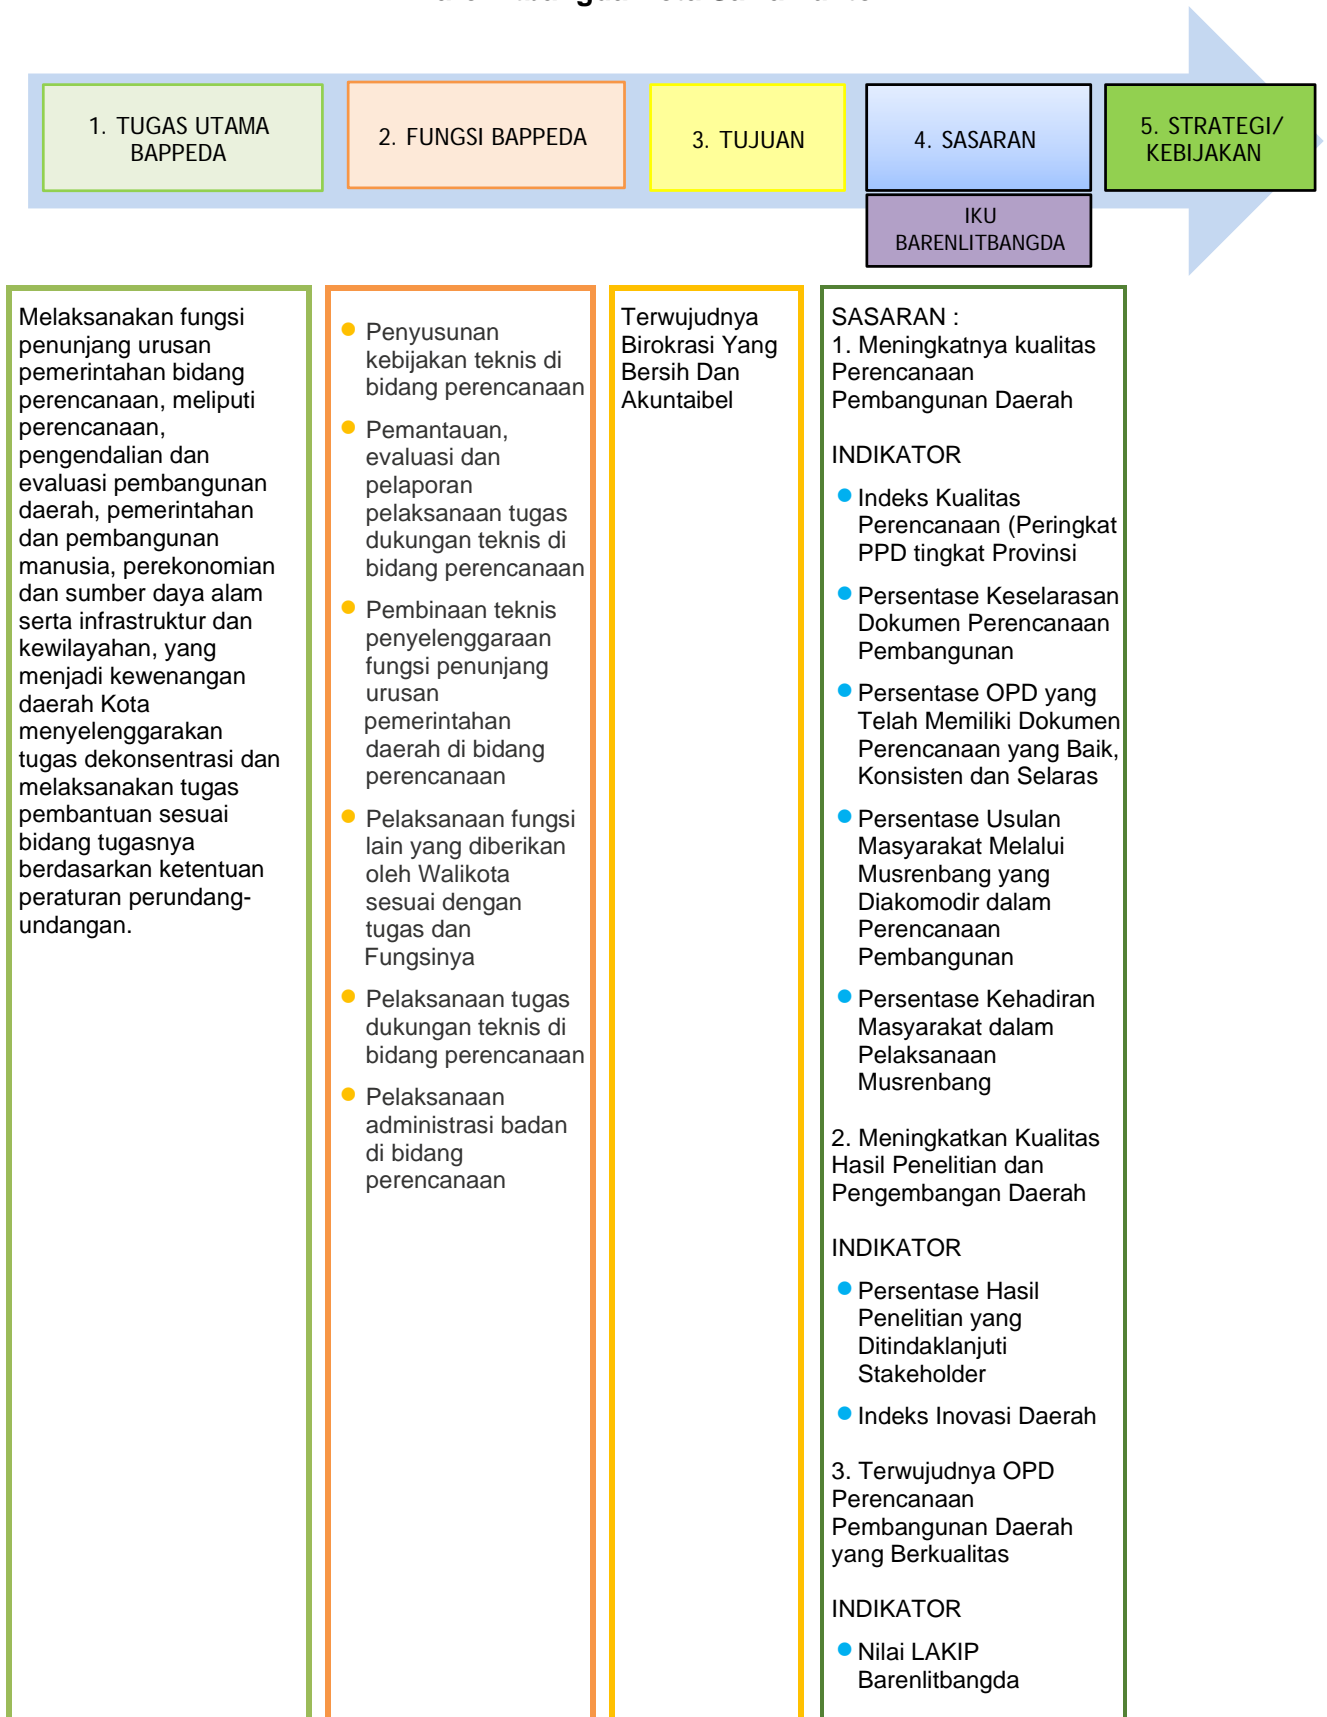 1. TUGAS UTAMA
BAPPEDA
2. FUNGSI BAPPEDA
3. TUJUAN
4. SASARAN
5. STRATEGI/
KEBIJAKAN
IKU
BARENLITBANGDA
Melaksanakan fungsi
penunjang urusan
pemerintahan bidang
perencanaan, meliputi
perencanaan,
pengendalian dan
evaluasi pembangunan
daerah, pemerintahan
dan pembangunan
manusia, perekonomian
dan sumber daya alam
serta infrastruktur dan
kewilayahan, yang
menjadi kewenangan
daerah Kota
menyelenggarakan
tugas dekonsentrasi dan
melaksanakan tugas
pembantuan sesuai
bidang tugasnya
berdasarkan ketentuan
peraturan perundang-
undangan.
Penyusunan
kebijakan teknis di
bidang perencanaan
Pemantauan,
evaluasi dan
pelaporan
pelaksanaan tugas
dukungan teknis di
bidang perencanaan
Pembinaan teknis
penyelenggaraan
fungsi penunjang
urusan
pemerintahan
daerah di bidang
perencanaan
Pelaksanaan fungsi
lain yang diberikan
oleh Walikota
sesuai dengan
tugas dan
Fungsinya
Pelaksanaan tugas
dukungan teknis di
bidang perencanaan
Pelaksanaan
administrasi badan
di bidang
perencanaan
Terwujudnya
Birokrasi Yang
Bersih Dan
Akuntaibel
SASARAN :
1. Meningkatnya kualitas
Perencanaan
Pembangunan Daerah
INDIKATOR
Indeks Kualitas
Perencanaan (Peringkat
PPD tingkat Provinsi
Persentase Keselarasan
Dokumen Perencanaan
Pembangunan
Persentase OPD yang
Telah Memiliki Dokumen
Perencanaan yang Baik,
Konsisten dan Selaras
Persentase Usulan
Masyarakat Melalui
Musrenbang yang
Diakomodir dalam
Perencanaan
Pembangunan
Persentase Kehadiran
Masyarakat dalam
Pelaksanaan
Musrenbang
2. Meningkatkan Kualitas
Hasil Penelitian dan
Pengembangan Daerah
INDIKATOR
Persentase Hasil
Penelitian yang
Ditindaklanjuti
Stakeholder
Indeks Inovasi Daerah
3. Terwujudnya OPD
Perencanaan
Pembangunan Daerah
yang Berkualitas
INDIKATOR
Nilai LAKIP
Barenlitbangda